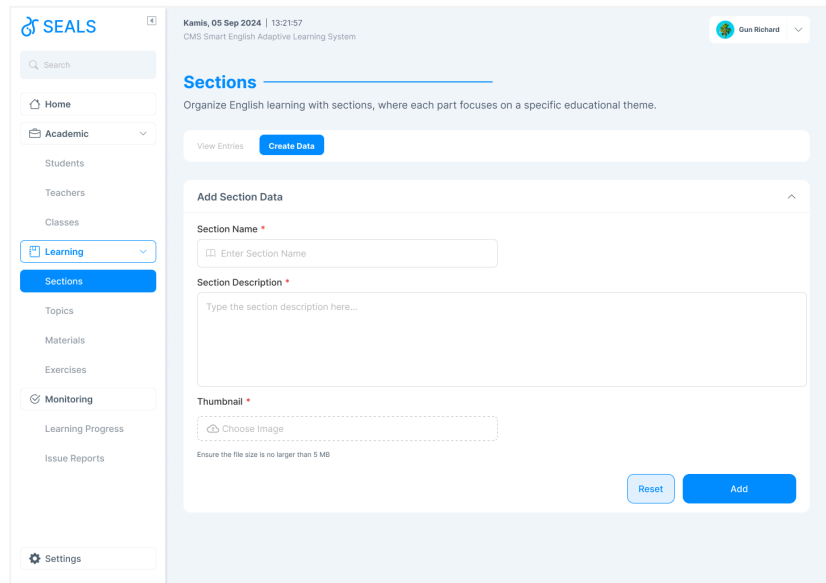 SEALS
Search
Home
Academic
Students
Teachers
Classes
Learning
Sections
Topics
Materials
Exercises
Monitoring
Learning Progress
Issue Reports
Settings
Kamis, 05 Sep 2024 | 13:21:57
CMS Smart English Adaptive Learning System
Gun Richard
Sections
Organize English learning with sections, where each part focuses on a specific educational theme.
View Entries Create Data
Add Section Data
Section Name *
Enter Section Name
Section Description *
Type the section description here...
Thumbnail *
Choose Image
Ensure the file size is no larger than 5 MB
Reset Add